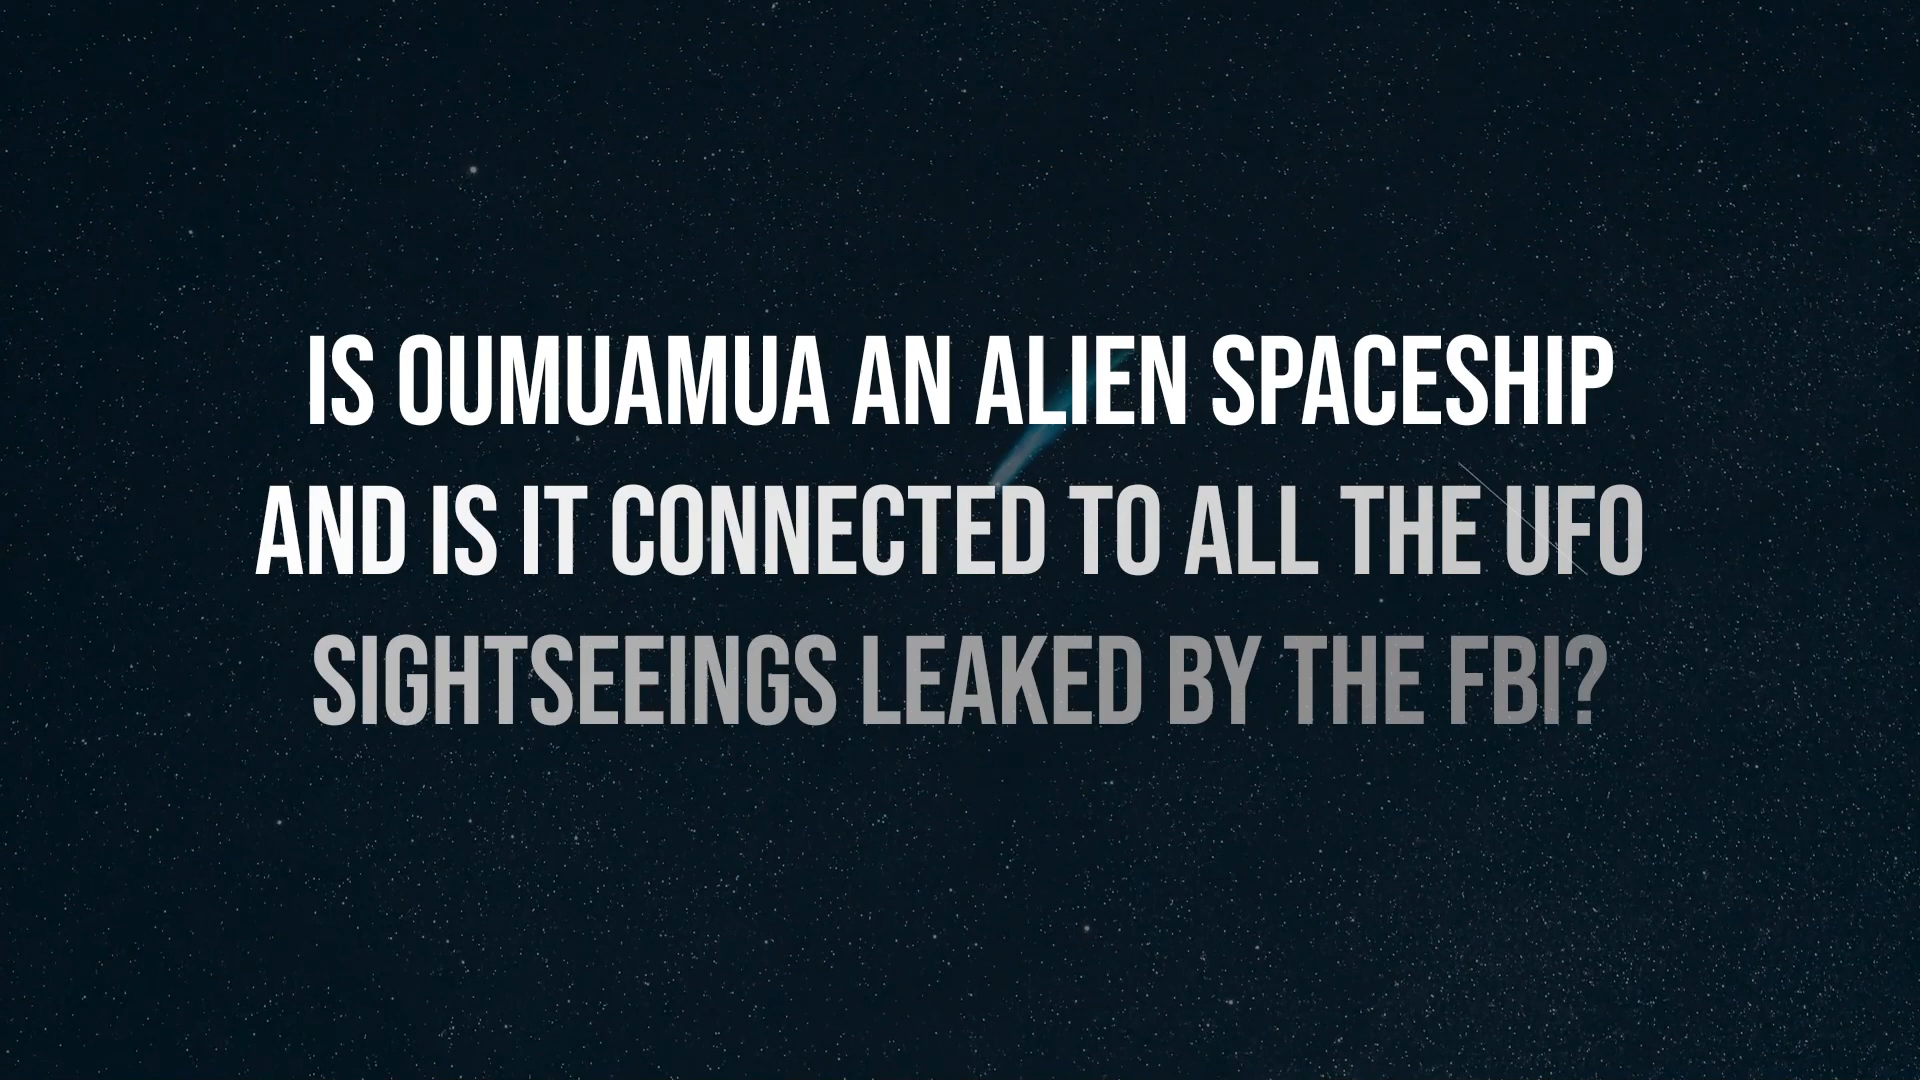 IS OUMUAMUA AN ALIEN SPACESHIP
AND IS IT CONNECTED TO ALL THE UFO
SIGHTSEEINGS LEAKED BY THE FBI?